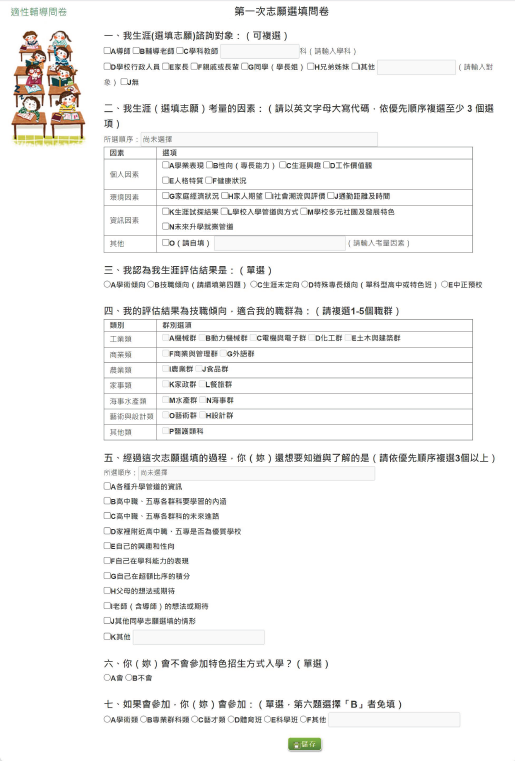 適性輔導問卷
第一次志願選填問卷
一、我生涯(選填志願)諮詢對象：(可複選)
A導師 B輔導老師 C學科教師 科(請輸入學科)
D學校行政人員 E家長 F親戚或長輩 G同學(學長姐) H兄弟姊妹 I其他 (請輸入對
象) J無
二、我生涯(選填志願)考量的因素：(請以英文字母大寫代碼，依優先順序複選至少 3 個選
項)
所選順序： 尚未選擇
因素 選項
個人因素
A學業表現 B性向(專長能力) C生涯興趣 D工作價值觀
E人格特質 F健康狀況
環境因素 G家庭經濟狀況 H家人期望 I社會潮流與評價 J通勤距離及時間
資訊因素
K生涯試探結果 L學校入學管道與方式 M學校多元社團及發展特色
N未來升學就業管道
其他 O(請自填) (請輸入考量因素)
三、我認為我生涯評估結果是：(單選)
A學術傾向 B技職傾向(請續填第四題) C生涯未定向 D特殊專長傾向(單科型高中或特色班) E中正預校
四、我的評估結果為技職傾向，適合我的職群為：(請複選1-5個職群)
類別 群別選項
工業類 A機械群 B動力機械群 C電機與電子群 D化工群 E土木與建築群
商業類 F商業與管理群 G外語群
農業類 I農業群 J食品群
家事類 K家政群 L餐旅群
海事水產類 M水產群 N海事群
藝術與設計類 O藝術群 H設計群
其他類 P醫護類科
五、經過這次志願選填的過程，你(妳)還想要知道與了解的是(請依優先順序複選3個以上)
所選順序： 尚未選擇
A各種升學管道的資訊
B高中職、五專各群科要學習的內涵
C高中職、五專各群科的未來進路
D家裡附近高中職、五專是否為優質學校
E自己的興趣和性向
F自己在學科能力的表現
G自己在超額比序的積分
H父母的想法或期待
I老師(含導師)的想法或期待
J其他同學志願選填的情形
K其他
六、你(妳)會不會參加特色招生方式入學？(單選)
A會 B不會
七、如果會參加，你(妳)會參加：(單選，第六題選擇「B」者免填)
A學術類 B專業群科類 C藝才類 D體育班 E科學班 F其他
儲存